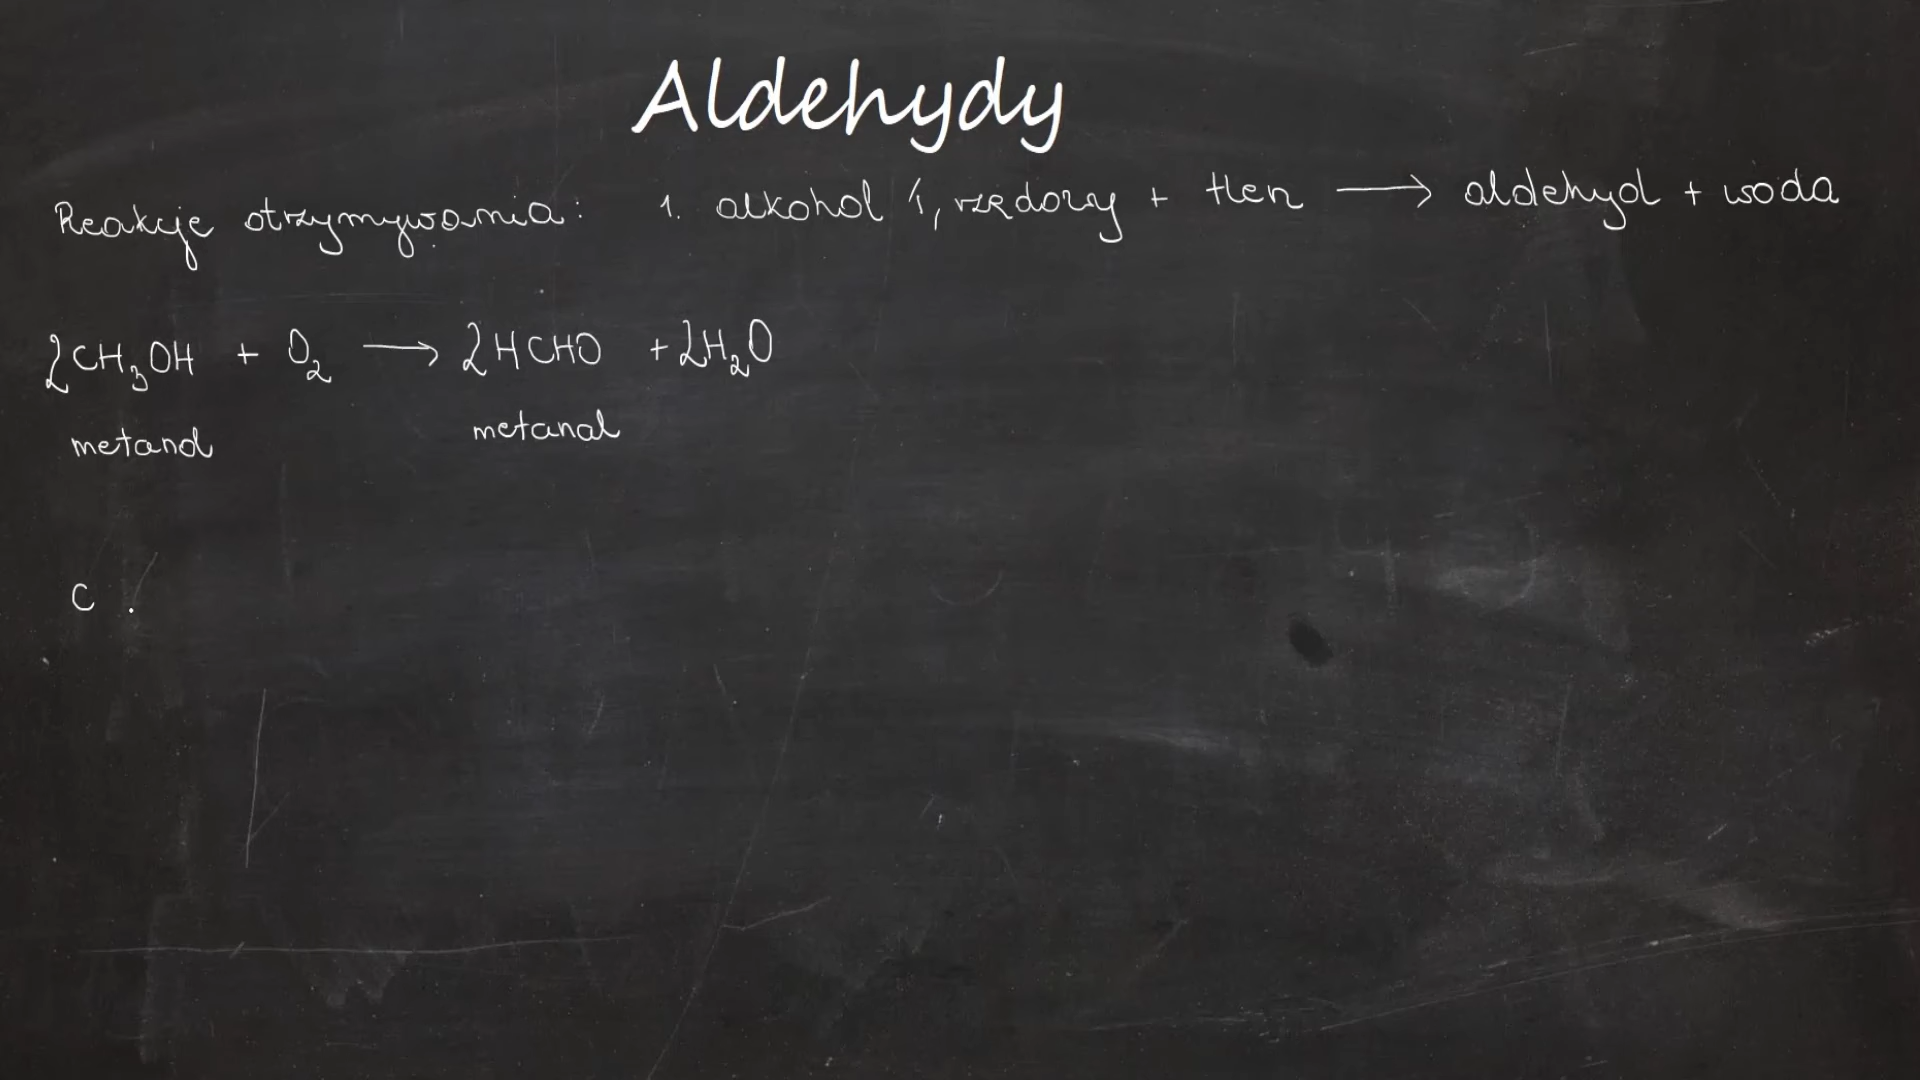 Aldehydy
Reakcje otrzymywania: 1. alkohol 1, rzędowy + tlen → aldehyd + woda
2CH₃OH + O₂ → 2HCHO + 2H₂O
metanol metanal
C